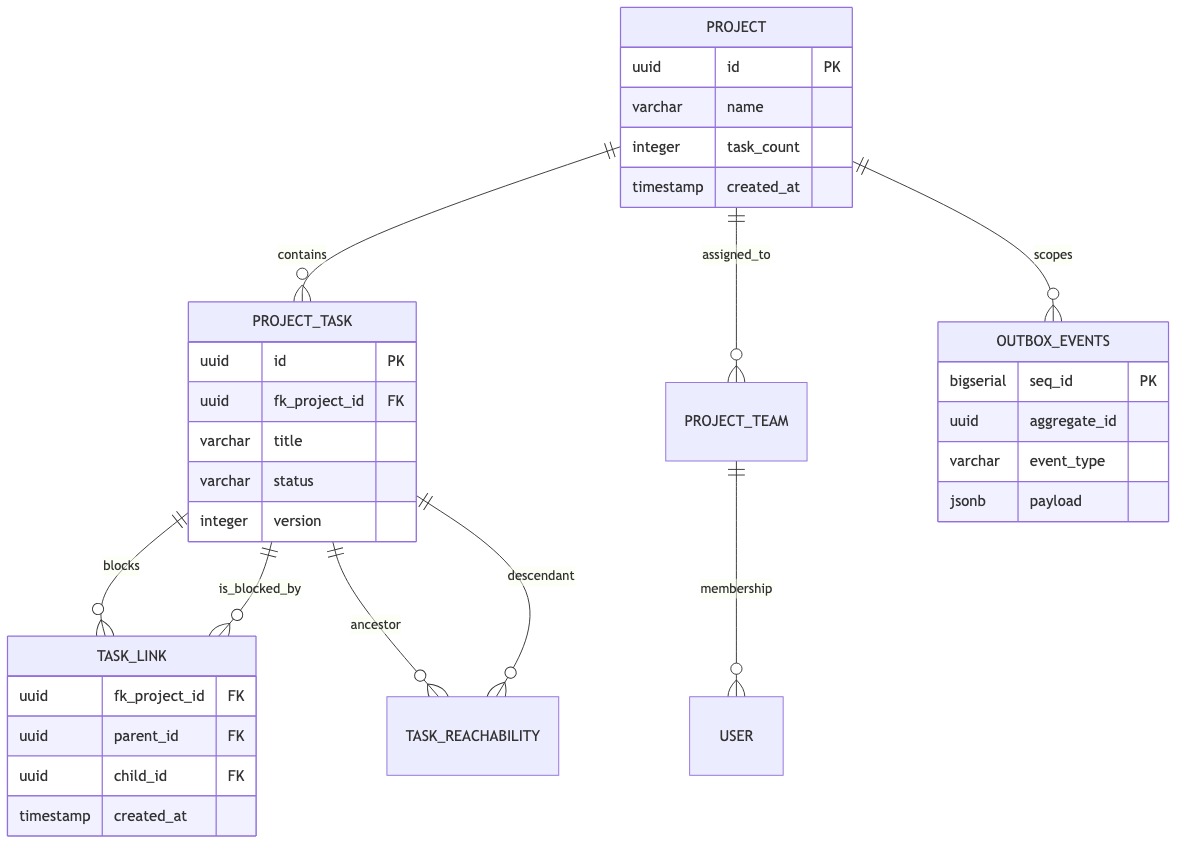 PROJECT
uuid id PK
varchar name
integer task_count
timestamp created_at
contains
assigned_to
scopes
PROJECT_TASK
uuid id PK
uuid fk_project_id FK
varchar title
varchar status
integer version
PROJECT_TEAM
OUTBOX_EVENTS
bigserial seq_id PK
uuid aggregate_id
varchar event_type
jsonb payload
blocks
is_blocked_by
ancestor
descendant
membership
TASK_LINK
uuid fk_project_id FK
uuid parent_id FK
uuid child_id FK
timestamp created_at
TASK_REACHABILITY
USER